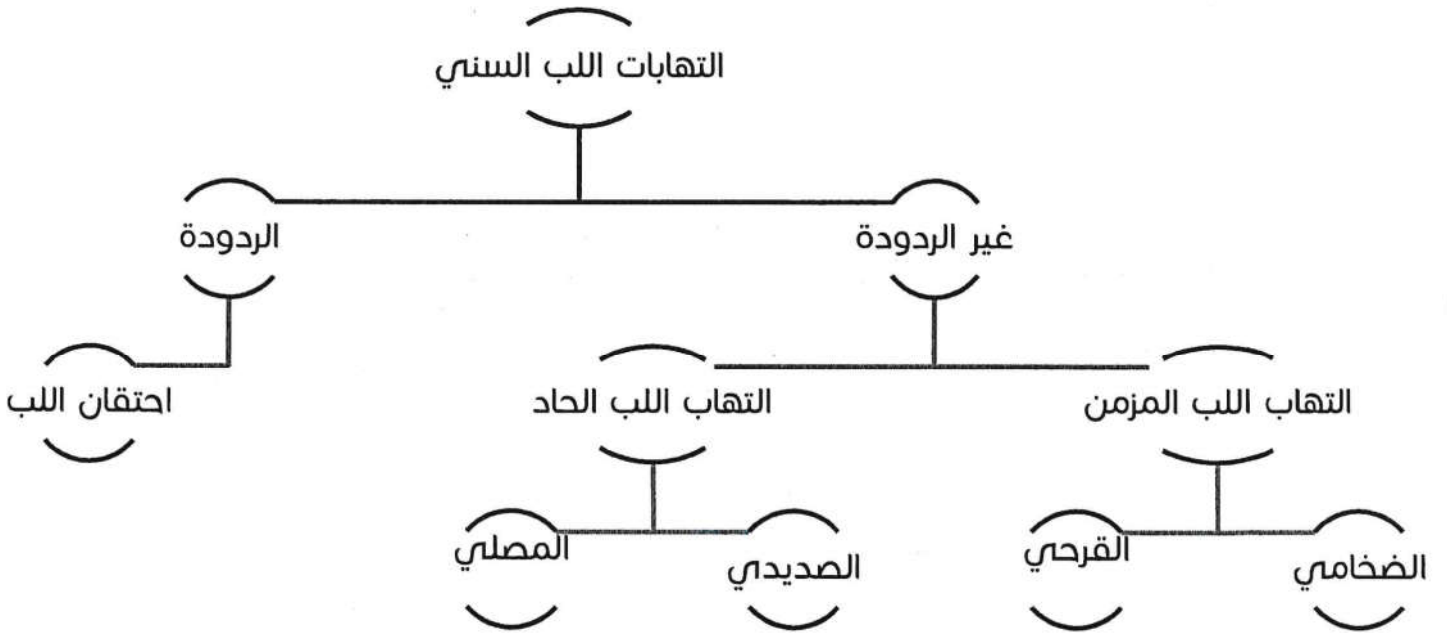 التهابات اللب السني
غير الردودة
الردودة
التهاب اللب المزمن
التهاب اللب الحاد
احتقان اللب
الضخامي
القرحي
الصديدي
المصلي